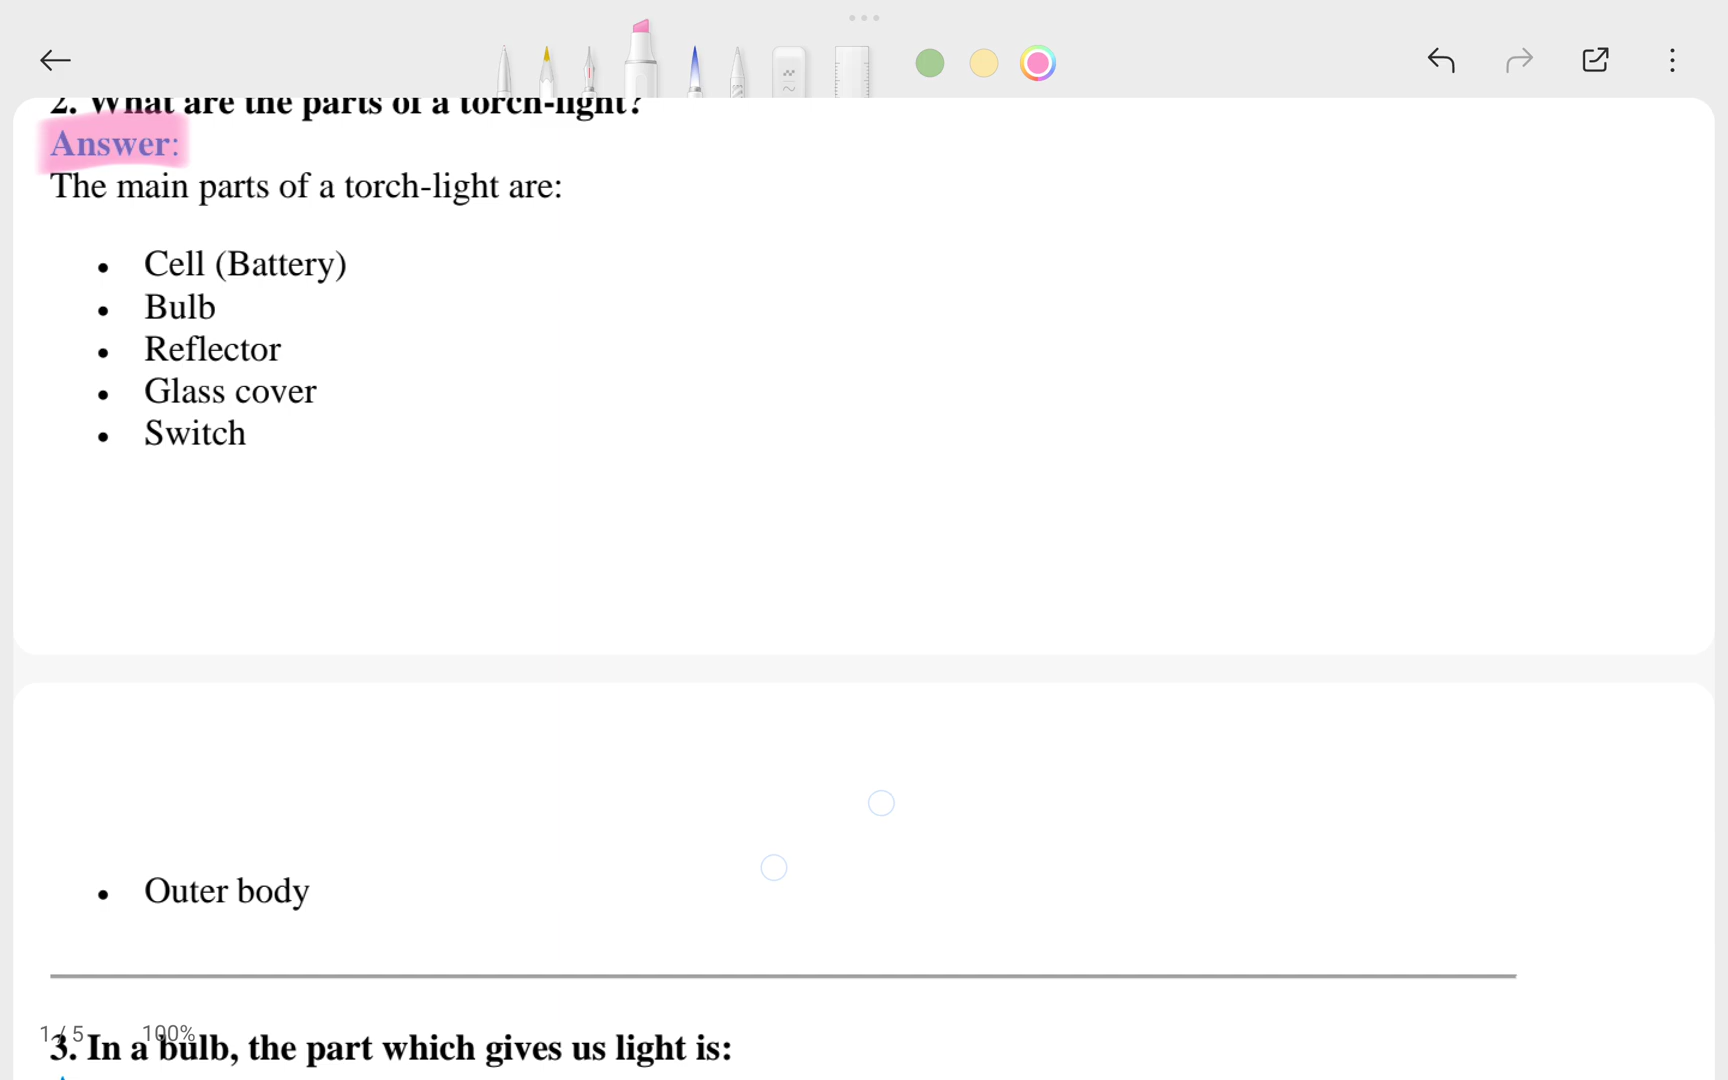 2. What are the parts of a torch-light?
Answer:
The main parts of a torch-light are:
• Cell (Battery)
• Bulb
• Reflector
• Glass cover
• Switch
• Outer body
1 / 5 100%
3. In a bulb, the part which gives us light is: